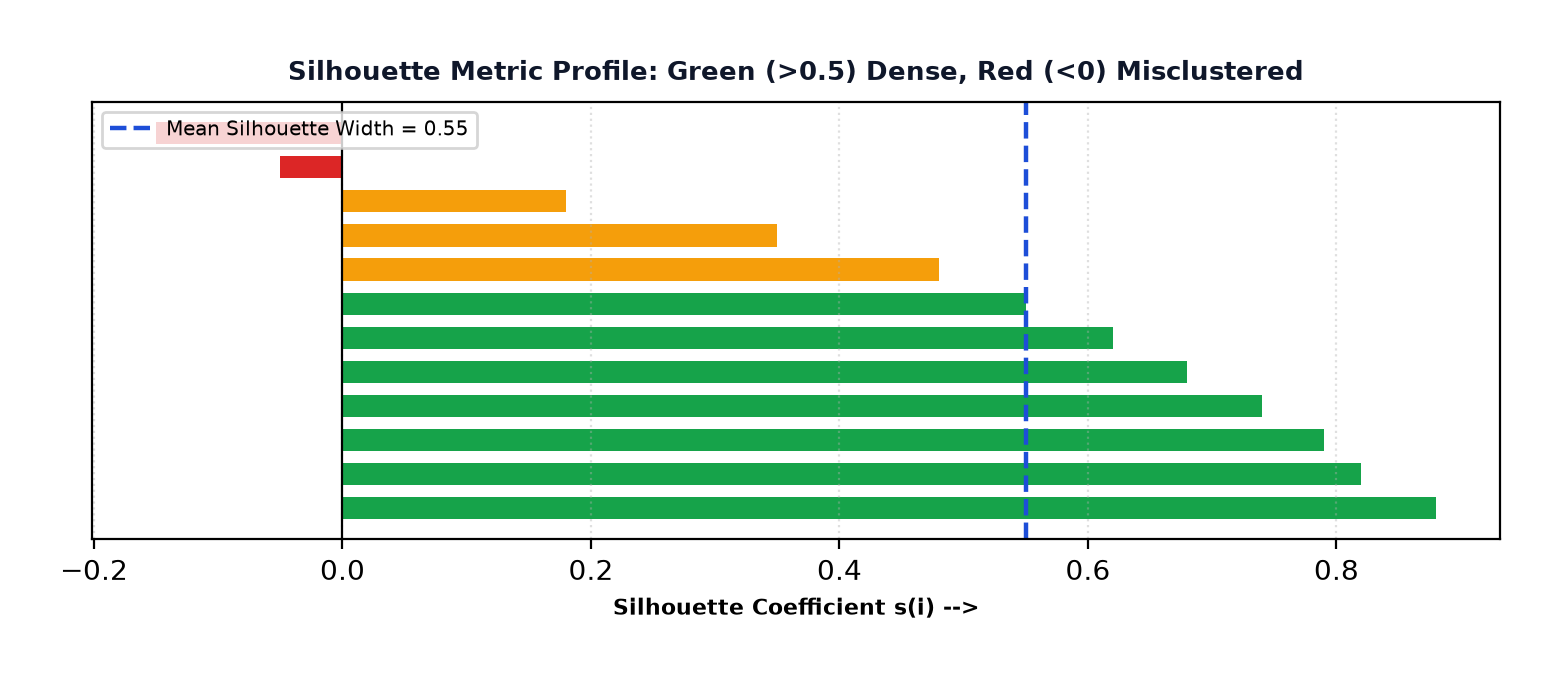 Silhouette Metric Profile: Green (>0.5) Dense, Red (<0) Misclustered
Mean Silhouette Width = 0.55
−0.2 0.0 0.2 0.4 0.6 0.8
Silhouette Coefficient s(i) -->